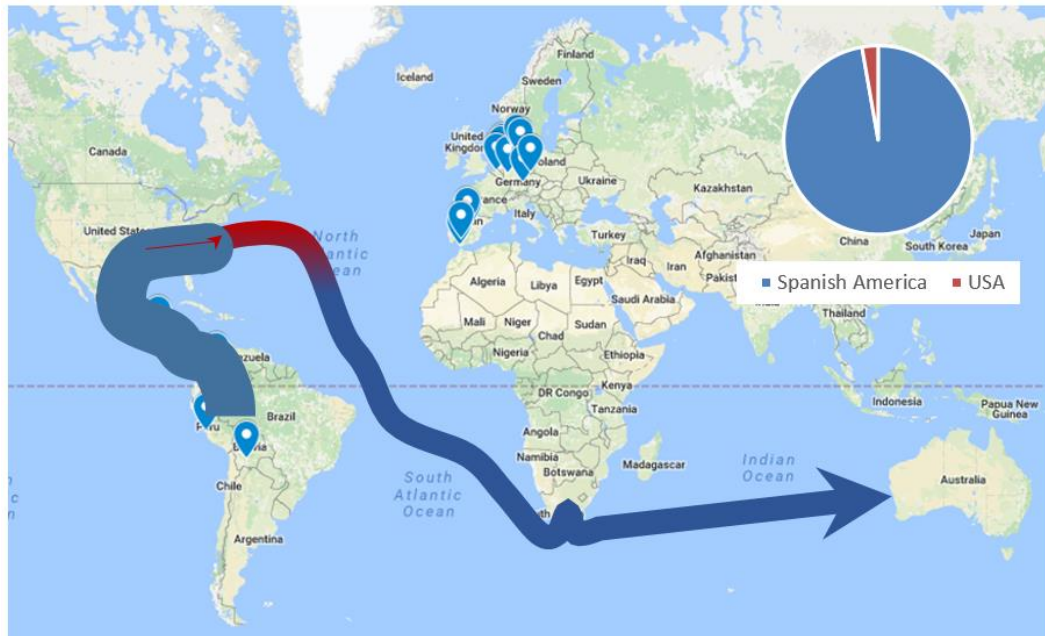 Iceland
Finland
Sweden
Norway
Canada
United
Kingdom
Poland
Germany
Ukraine
Kazakhstan
Italy
Turkey
China
South Korea
Japan
Afghanistan
Iraq
Iran
United States
North
Ocean
Algeria
Libya
Egypt
Saudi Arabia
Spanish America
USA
Thailand
Mali
Niger
Sudan
Chad
Nigeria
Ethiopia
DR Congo
Kenya
Tanzania
Indonesia
Papua New
Guinea
Brazil
Peru
Angola
Namibia
Botswana
Madagascar
Indian
Ocean
Australia
Chile
South
Atlantic
Ocean
Argentina